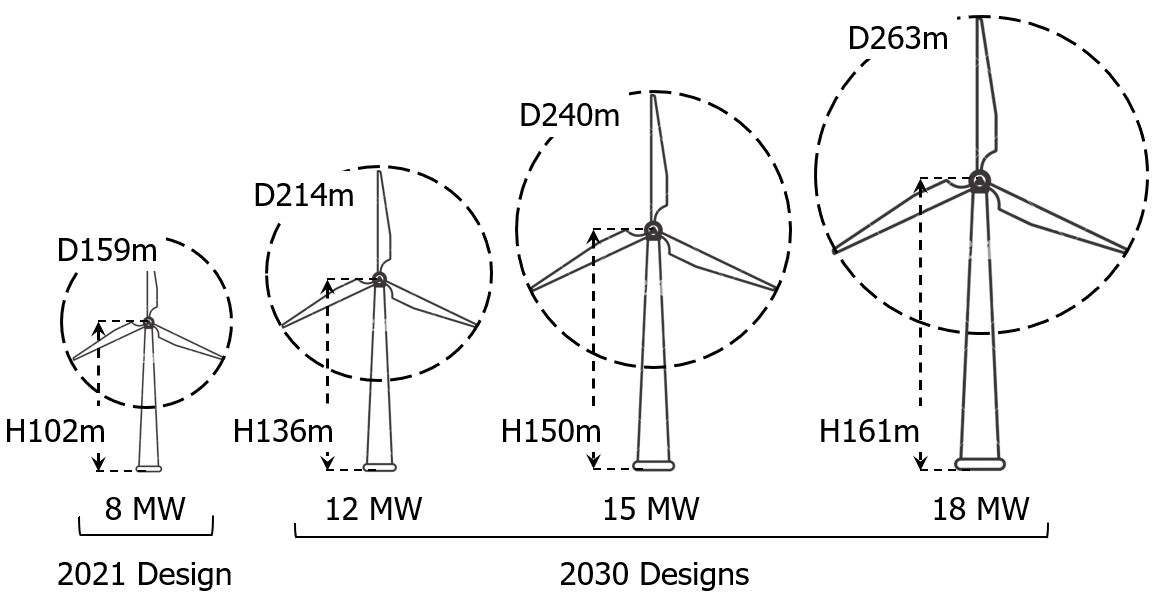 D263m
D240m
D214m
D159m
H102m
H136m
H150m
H161m
8 MW
12 MW
15 MW
18 MW
2021 Design
2030 Designs